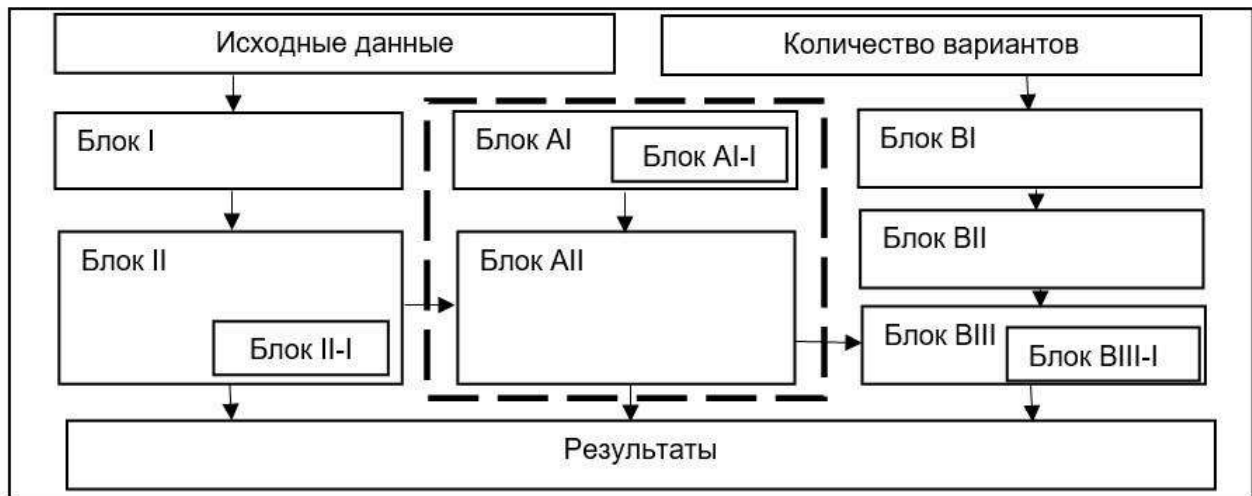 Исходные данные
Количество вариантов
Блок I
Блок AI
Блок AI-I
Блок BI
Блок II
Блок II-I
Блок AII
Блок BII
Блок BIII
Блок BIII-I
Результаты